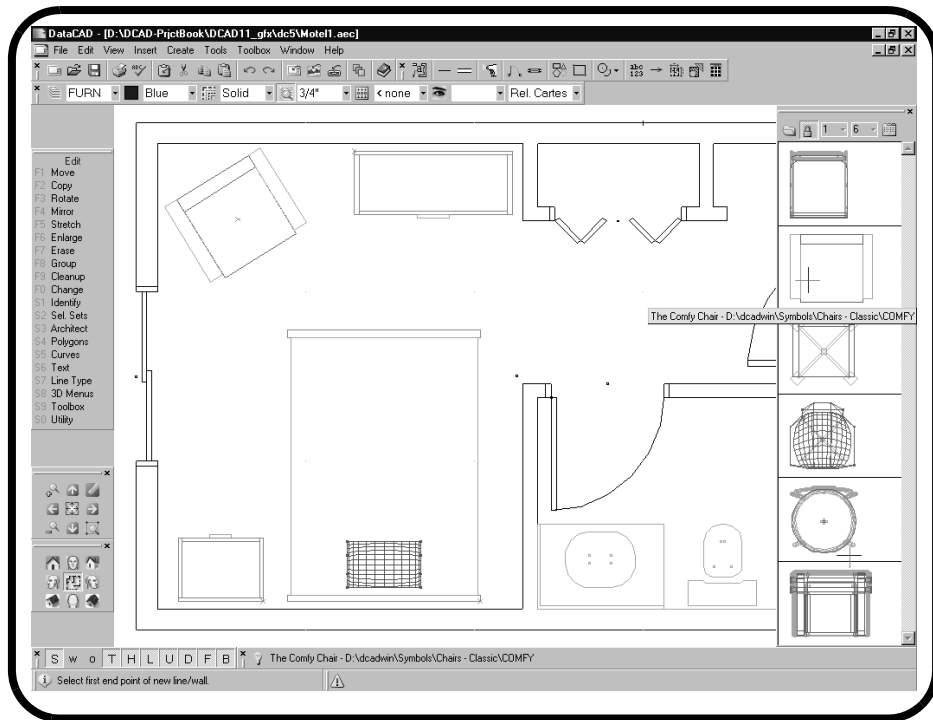 DataCAD - [D:\DCAD-PrjctBook\DCAD11_gfx\dc5\Motel1.aec]
File Edit View Insert Create Tools Toolbox Window Help
abc
123
FURN Blue Solid 3/4" < none Rel. Cartes
1 6
Edit
F1 Move
F2 Copy
F3 Rotate
F4 Mirror
F5 Stretch
F6 Enlarge
F7 Erase
F8 Group
F9 Cleanup
F0 Change
S1 Identify
S2 Sel. Sets
S3 Architect
S4 Polygons
S5 Curves
S6 Text
S7 Line Type
S8 3D Menus
S9 Toolbox
S0 Utility
The Comfy Chair - D:\dcadwin\Symbols\Chairs - Classic\COMFY
S w o T H L U D F B The Comfy Chair - D:\dcadwin\Symbols\Chairs - Classic\COMFY
Select first end point of new line/wall.